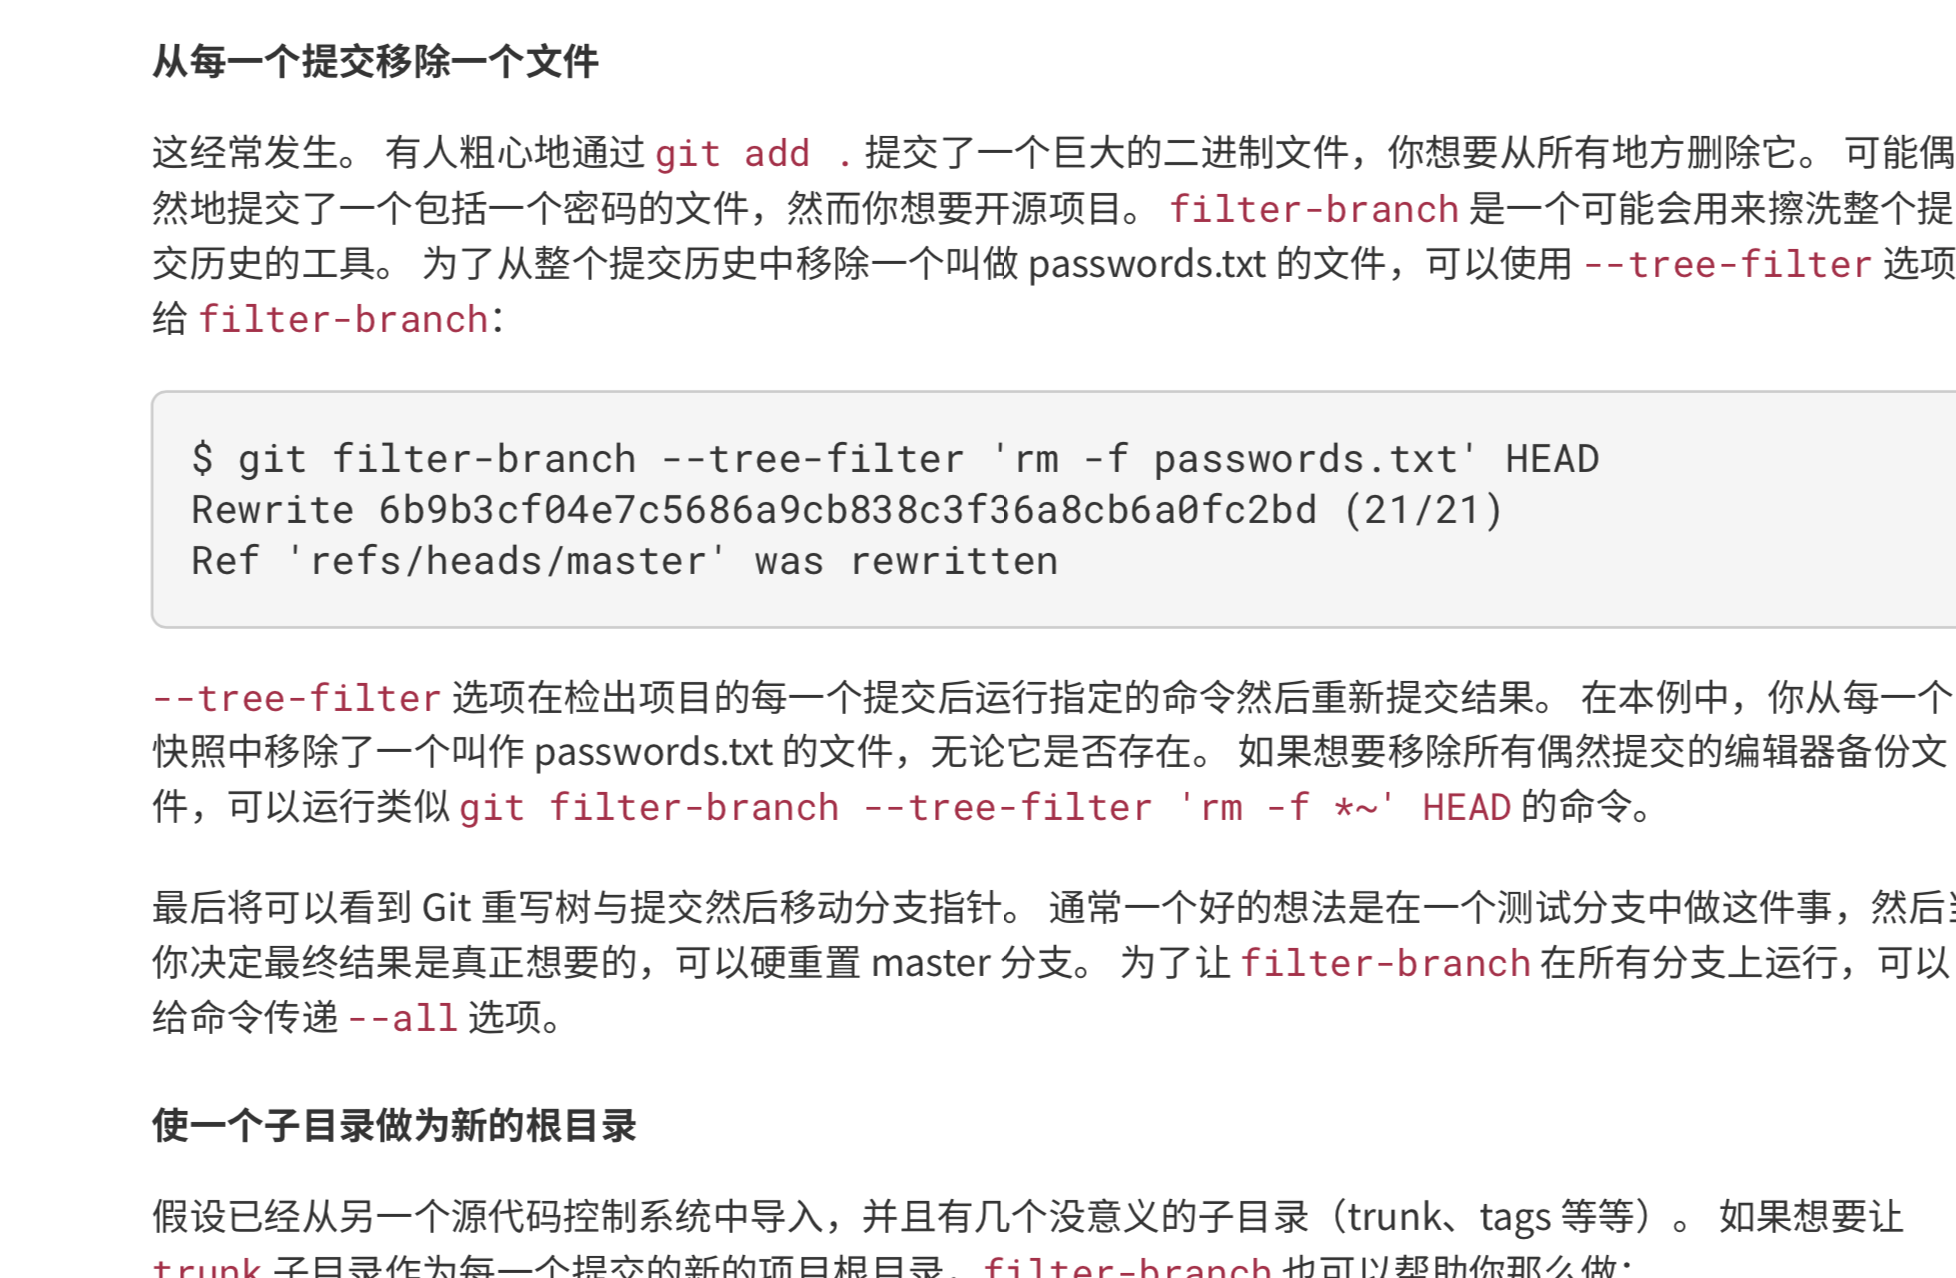 从每一个提交移除一个文件
这经常发生。 有人粗心地通过 git add . 提交了一个巨大的二进制文件，你想要从所有地方删除它。 可能偶
然地提交了一个包括一个密码的文件，然而你想要开源项目。 filter-branch 是一个可能会用来擦洗整个提
交历史的工具。 为了从整个提交历史中移除一个叫做 passwords.txt 的文件，可以使用 --tree-filter 选项
给 filter-branch：
$ git filter-branch --tree-filter 'rm -f passwords.txt' HEAD
Rewrite 6b9b3cf04e7c5686a9cb838c3f36a8cb6a0fc2bd (21/21)
Ref 'refs/heads/master' was rewritten
--tree-filter 选项在检出项目的每一个提交后运行指定的命令然后重新提交结果。 在本例中，你从每一个
快照中移除了一个叫作 passwords.txt 的文件，无论它是否存在。 如果想要移除所有偶然提交的编辑器备份文
件，可以运行类似 git filter-branch --tree-filter 'rm -f *~' HEAD 的命令。
最后将可以看到 Git 重写树与提交然后移动分支指针。 通常一个好的想法是在一个测试分支中做这件事，然后当
你决定最终结果是真正想要的，可以硬重置 master 分支。 为了让 filter-branch 在所有分支上运行，可以
给命令传递 --all 选项。
使一个子目录做为新的根目录
假设已经从另一个源代码控制系统中导入，并且有几个没意义的子目录（trunk、tags 等等）。 如果想要让
trunk 子目录作为每一个提交的新的项目根目录，filter-branch 也可以帮助你那么做：